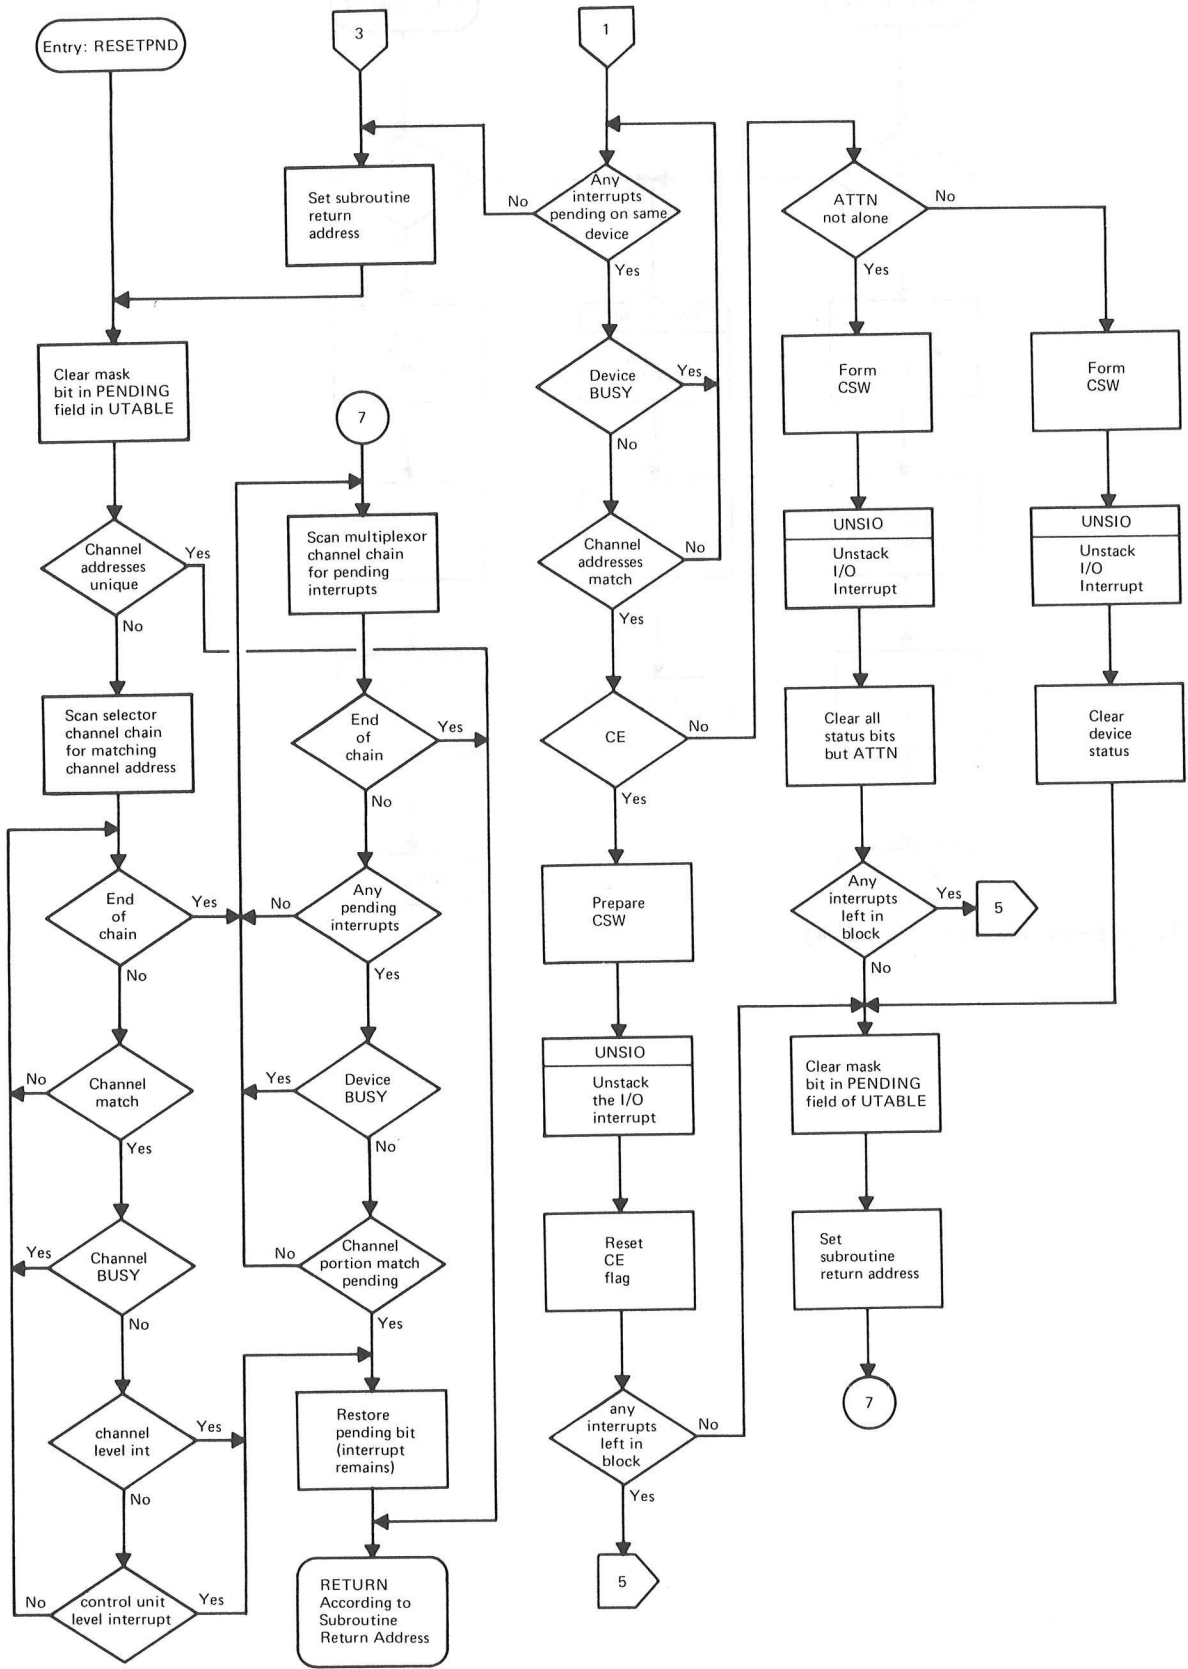 Entry: RESETPND
3
1
Set subroutine
return
address
No
Any
interrupts
pending on same
device
Yes
ATTN
not alone
No
Yes
Clear mask
bit in PENDING
field in UTABLE
7
Device
BUSY
Yes
No
Form
CSW
Form
CSW
Channel
addresses
unique
Yes
No
Scan multiplexor
channel chain
for pending
interrupts
Channel
addresses
match
No
Yes
UNSIO
Unstack
I/O
Interrupt
UNSIO
Unstack
I/O
Interrupt
Scan selector
channel chain
for matching
channel address
End
of
chain
Yes
No
CE
No
Yes
Clear all
status bits
but ATTN
Clear
device
status
End
of
chain
Yes
No
No
Any
pending
interrupts
Yes
Prepare
CSW
Any
interrupts
left in
block
Yes
5
No
No
Channel
match
Yes
Yes
Device
BUSY
No
UNSIO
Unstack
the I/O
interrupt
Clear mask
bit in PENDING
field of UTABLE
Yes
Channel
BUSY
No
No
Channel
portion match
pending
Yes
Reset
CE
flag
Set
subroutine
return address
7
channel
level int
Yes
No
Restore
pending bit
(interrupt
remains)
any
interrupts
left in
block
No
Yes
5
No
control unit
level interrupt
Yes
RETURN
According to
Subroutine
Return Address